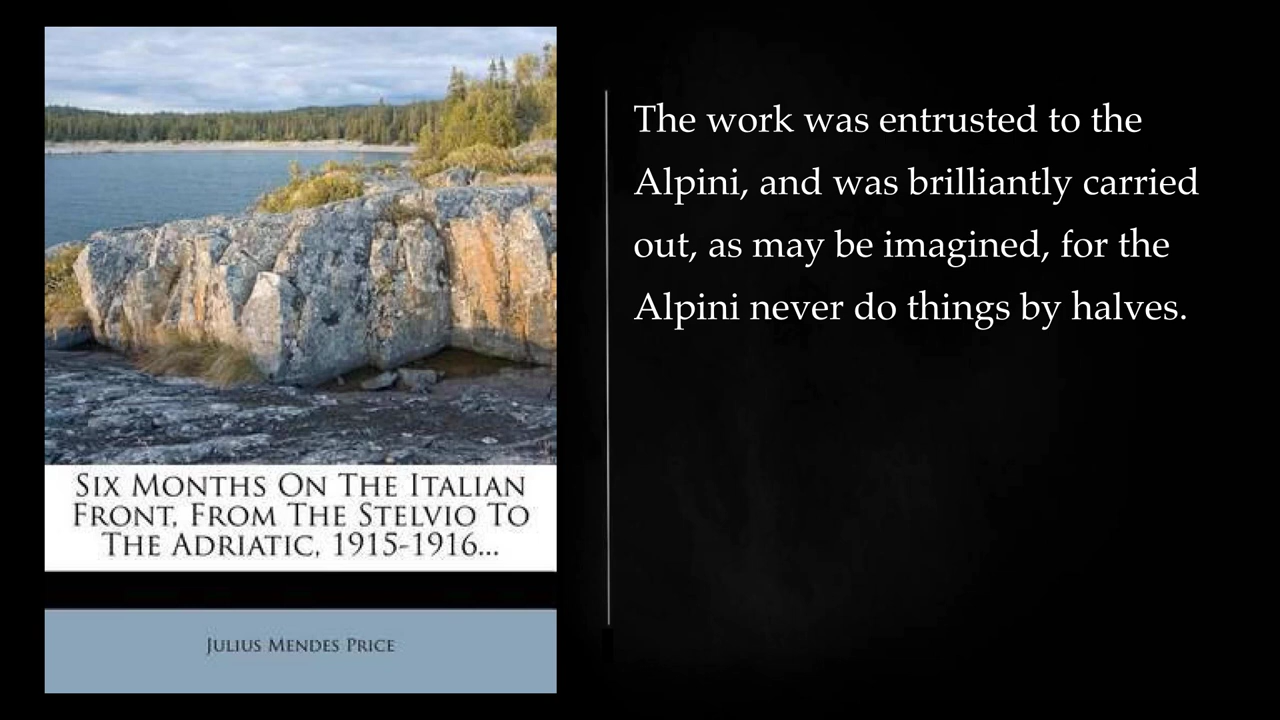 SIX MONTHS ON THE ITALIAN
FRONT, FROM THE STELVIO TO
THE ADRIATIC, 1915-1916...
JULIUS MENDES PRICE
The work was entrusted to the
Alpini, and was brilliantly carried
out, as may be imagined, for the
Alpini never do things by halves.